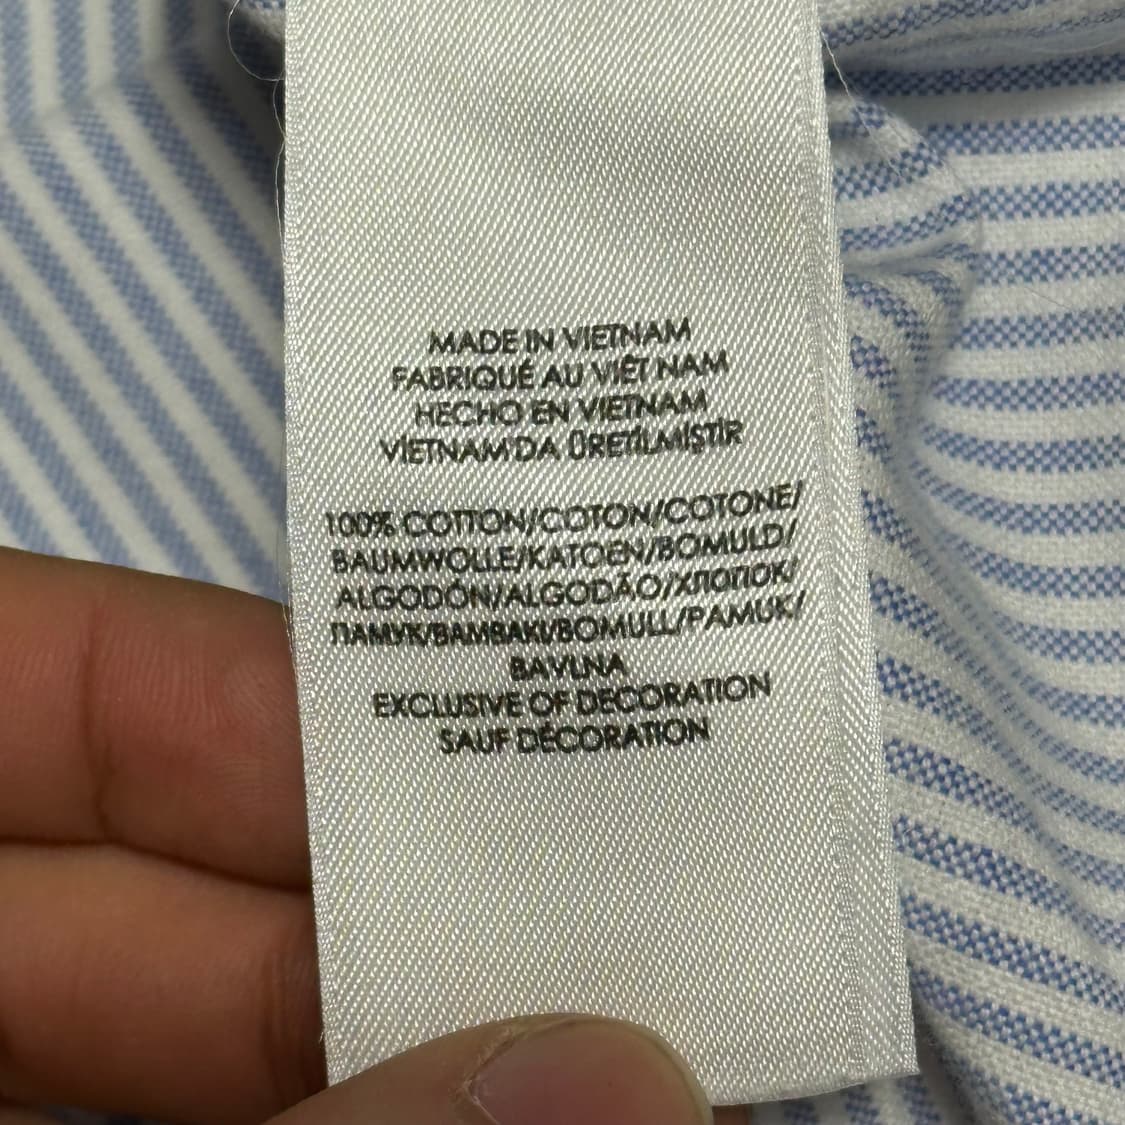 MADE IN VIETNAM
FABRIQUÉ AU VIÊT NAM
HECHO EN VIETNAM
VİETNAM'DA ÜRETİLMİŞTİR
100% COTTON/COTON/COTONE/
BAUMWOLLE/KATOEN/BOMULD/
ALGODÓN/ALGODÃO/ХЛОПОК/
ПАМУК/ΒΑΜΒΑΚΙ/BOMULL/PAMUK/
BAVLNA
EXCLUSIVE OF DECORATION
SAUF DÉCORATION